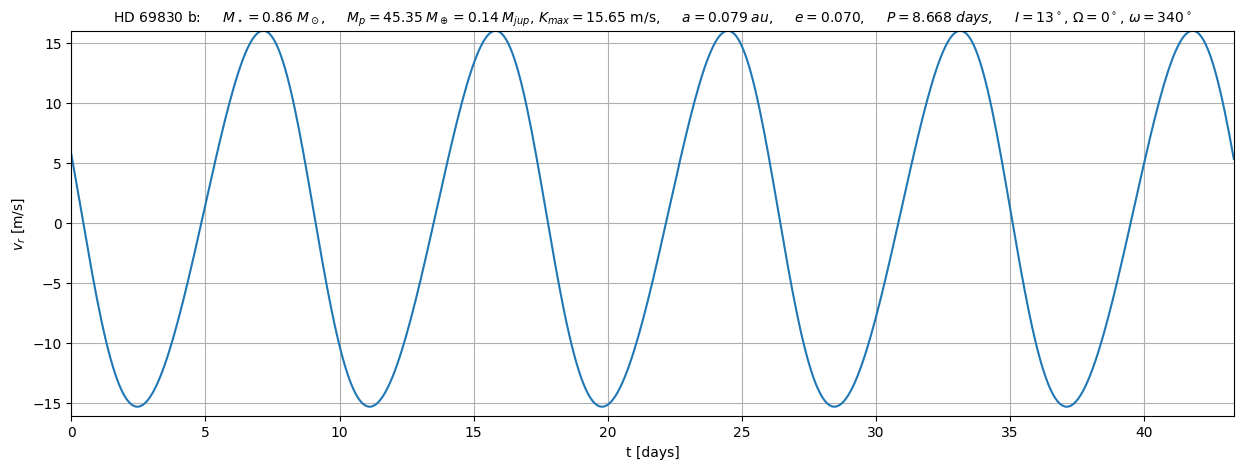 HD 69830 b: M⋆ = 0.86 M⊙, Mp = 45.35 M⊕ = 0.14 Mjup, Kmax = 15.65 m/s, a = 0.079 au, e = 0.070, P = 8.668 days, I = 13°, Ω = 0°, ω = 340°
15
10
5
0
−5
−10
−15
vr [m/s]
0 5 10 15 20 25 30 35 40
t [days]